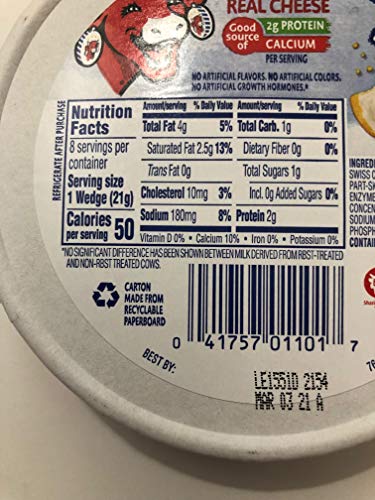 REAL CHEESE
Good source of
2g PROTEIN
CALCIUM
PER SERVING
NO ARTIFICIAL FLAVORS. NO ARTIFICIAL COLORS.
NO ARTIFICIAL GROWTH HORMONES.*
REFRIGERATE AFTER PURCHASE
Nutrition
Facts
8 servings per
container
Serving size
1 Wedge (21g)
Calories
per serving 50
Amount/serving % Daily Value
Total Fat 4g 5%
Saturated Fat 2.5g 13%
Trans Fat 0g
Cholesterol 10mg 3%
Sodium 180mg 8%
Amount/serving % Daily Value
Total Carb. 1g 0%
Dietary Fiber 0g 0%
Total Sugars 1g
Incl. 0g Added Sugars 0%
Protein 2g
Vitamin D 0% • Calcium 10% • Iron 0% • Potassium 0%
*NO SIGNIFICANT DIFFERENCE HAS BEEN SHOWN BETWEEN MILK DERIVED FROM RBST-TREATED
AND NON-RBST TREATED COWS.
SWISS
PART-SK
ENZYME
CONCEN
SODIUM
PHOSPH
CONTAI
CARTON
MADE FROM
RECYCLABLE
PAPERBOARD
0 41757 01101 7
BEST BY:
LE1551D 2154
MAR 03 21 A